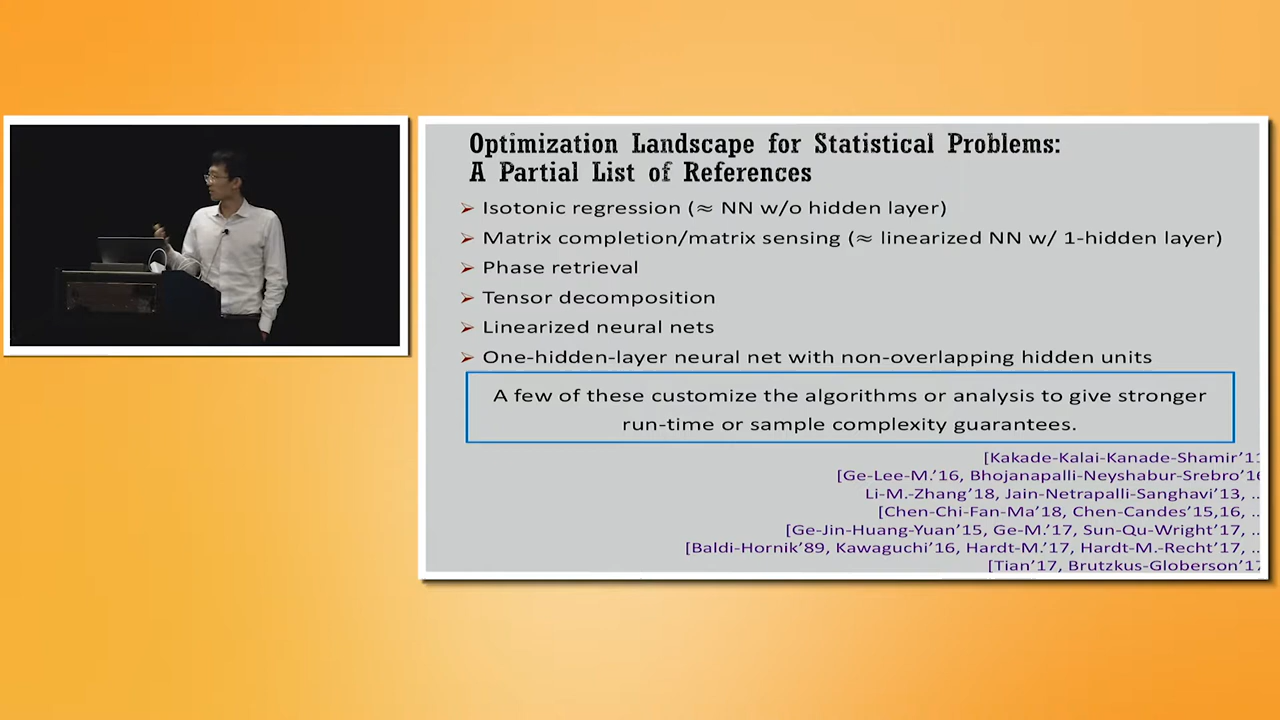 Optimization Landscape for Statistical Problems:
A Partial List of References
➢ Isotonic regression (≈ NN w/o hidden layer)
➢ Matrix completion/matrix sensing (≈ linearized NN w/ 1-hidden layer)
➢ Phase retrieval
➢ Tensor decomposition
➢ Linearized neural nets
➢ One-hidden-layer neural net with non-overlapping hidden units
A few of these customize the algorithms or analysis to give stronger
run-time or sample complexity guarantees.
[Kakade-Kalai-Kanade-Shamir’11
[Ge-Lee-M.’16, Bhojanapalli-Neyshabur-Srebro’16
Li-M.-Zhang’18, Jain-Netrapalli-Sanghavi’13, ..
[Chen-Chi-Fan-Ma’18, Chen-Candes’15,16, ..
[Ge-Jin-Huang-Yuan’15, Ge-M.’17, Sun-Qu-Wright’17, ..
[Baldi-Hornik’89, Kawaguchi’16, Hardt-M.’17, Hardt-M.-Recht’17, ..
[Tian’17, Brutzkus-Globerson’17